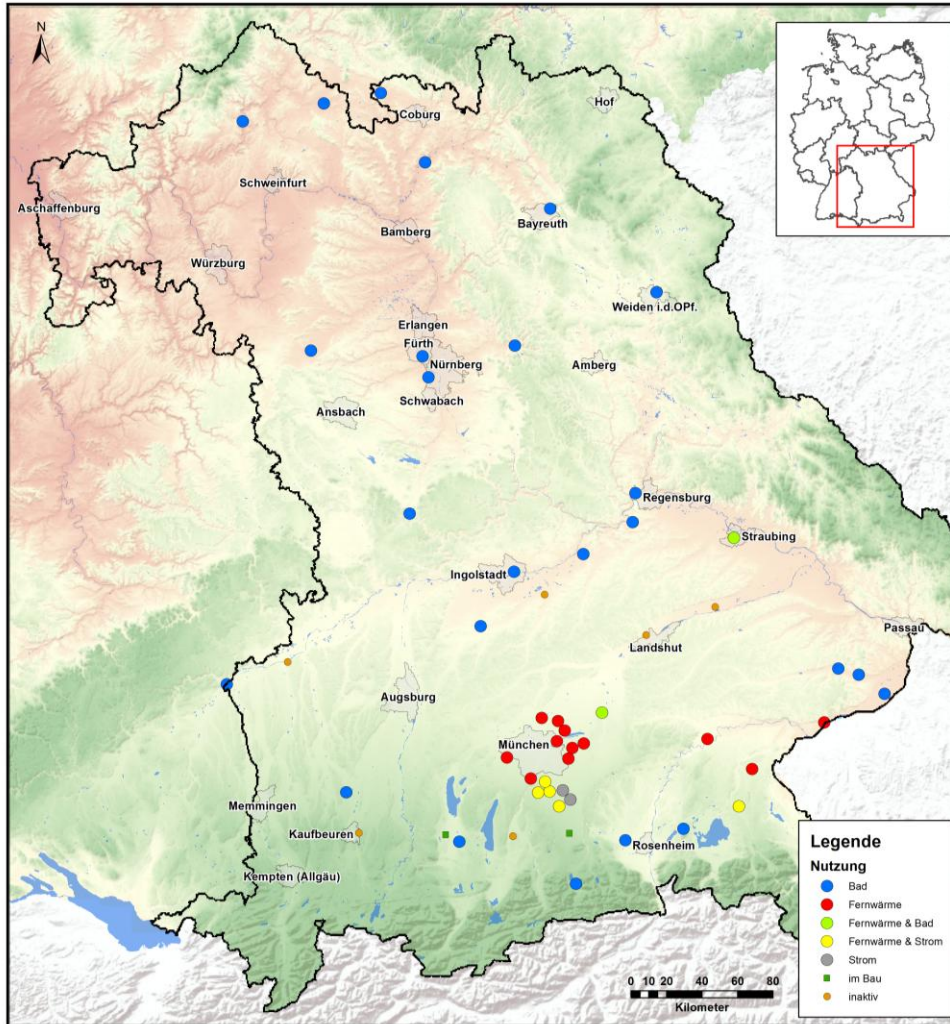 N
Hof
Coburg
Schweinfurt
Aschaffenburg
Bayreuth
Bamberg
Würzburg
Weiden i.d.OPf.
Erlangen
Fürth
Nürnberg
Amberg
Schwabach
Ansbach
Regensburg
Straubing
Ingolstadt
Passau
Landshut
Augsburg
München
Memmingen
Kaufbeuren
Rosenheim
Kempten (Allgäu)
Legende
Nutzung
Bad
Fernwärme
Fernwärme & Bad
Fernwärme & Strom
Strom
im Bau
inaktiv
0 10 20 40 60 80
Kilometer